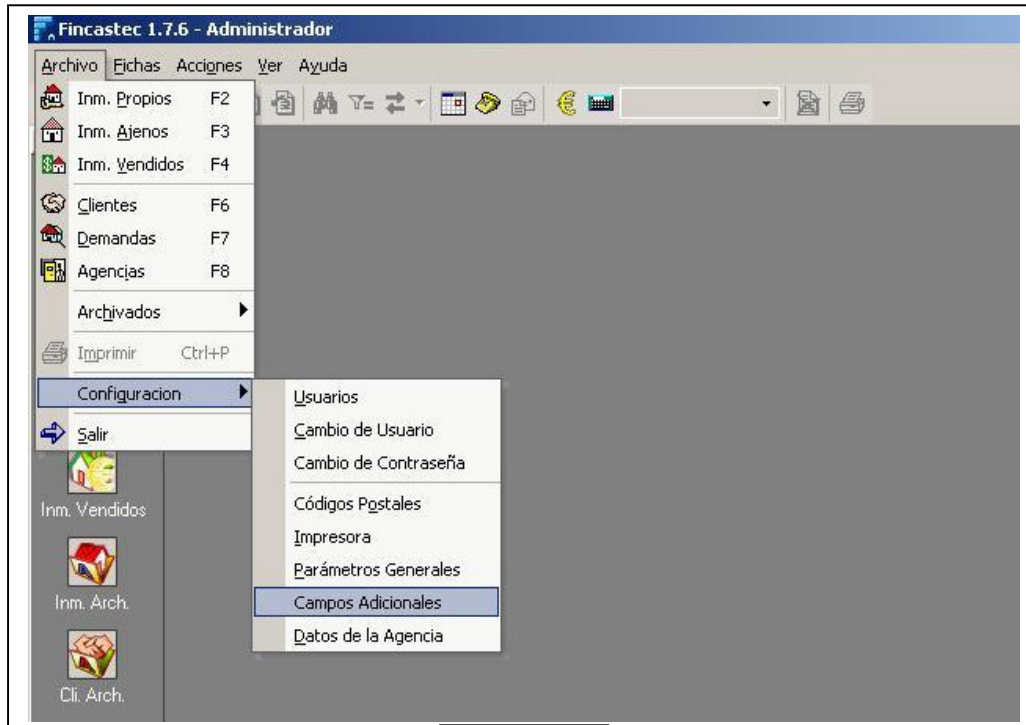 Fincastec 1.7.6 - Administrador
Archivo Fichas Acciones Ver Ayuda
Inm. Propios F2
Inm. Ajenos F3
Inm. Vendidos F4
Clientes F6
Demandas F7
Agencias F8
Archivados
Imprimir Ctrl+P
Configuracion
Salir
Usuarios
Cambio de Usuario
Cambio de Contraseña
Códigos Postales
Impresora
Parámetros Generales
Campos Adicionales
Datos de la Agencia
Inm. Vendidos
Inm. Arch.
Cli. Arch.